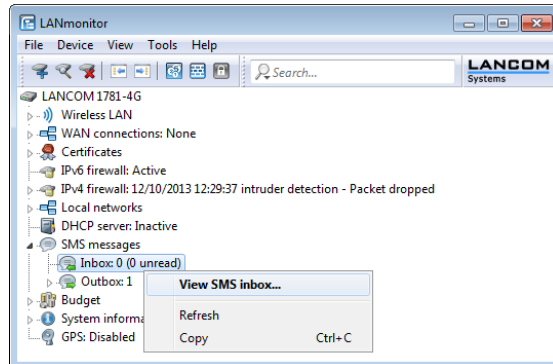 LANmonitor
File Device View Tools Help
Search...
LANCOM
Systems
LANCOM 1781-4G
Wireless LAN
WAN connections: None
Certificates
IPv6 firewall: Active
IPv4 firewall: 12/10/2013 12:29:37 intruder detection - Packet dropped
Local networks
DHCP server: Inactive
SMS messages
Inbox: 0 (0 unread)
Outbox: 1
View SMS inbox...
Budget
Refresh
System informa
GPS: Disabled
Copy Ctrl+C